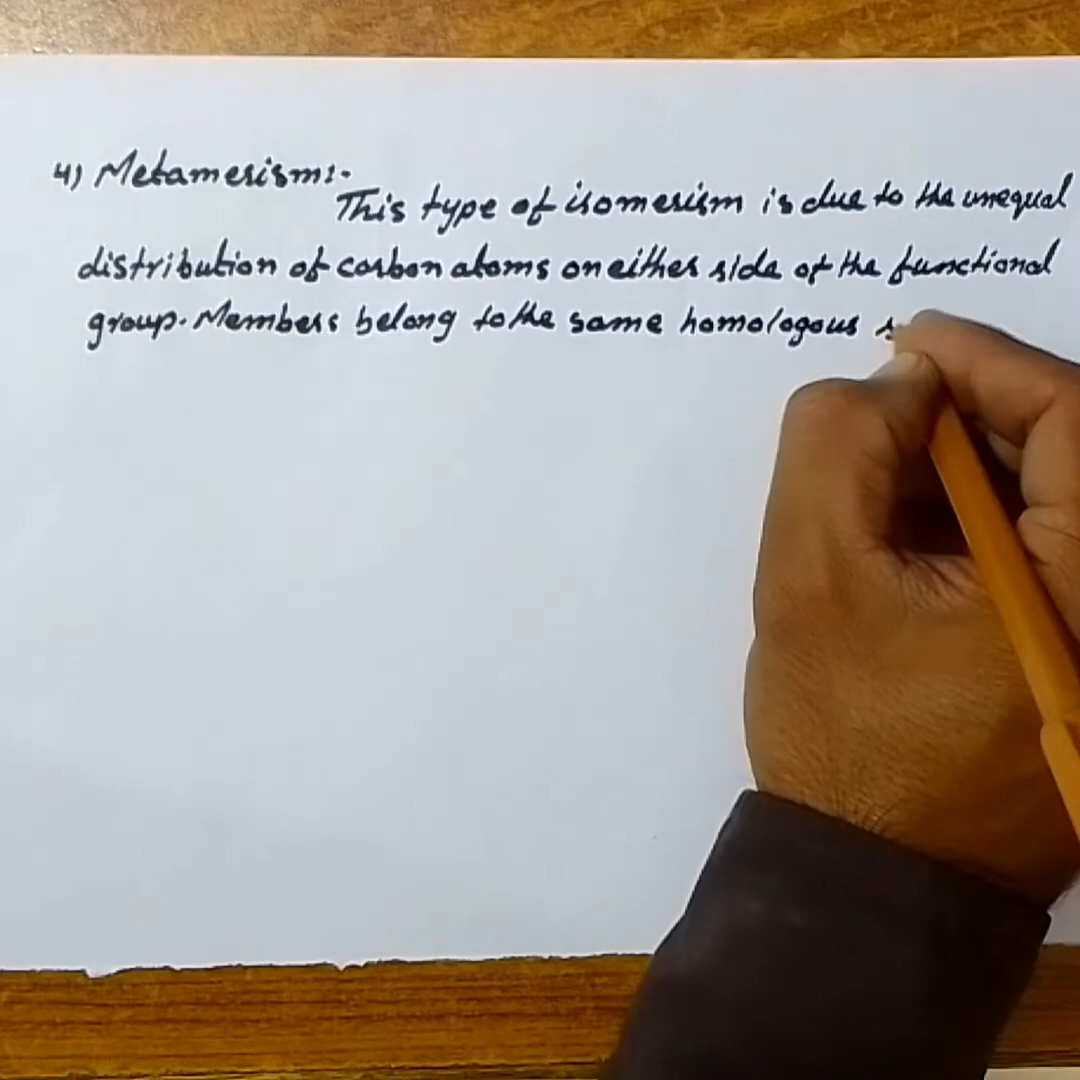 4) Metamerism:-
This type of isomerism is due to the unequal
distribution of carbon atoms on either side of the functional
group. Members belong to the same homologous s